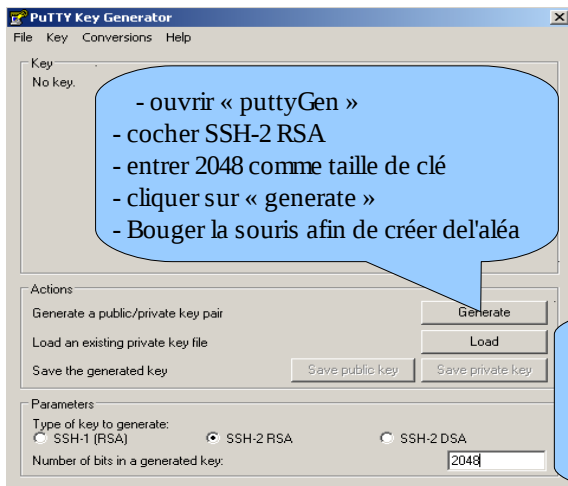 PuTTY Key Generator
File Key Conversions Help
Key
No key.
- ouvrir « puttyGen »
- cocher SSH-2 RSA
- entrer 2048 comme taille de clé
- cliquer sur « generate »
- Bouger la souris afin de créer del'aléa
Actions
Generate a public/private key pair
Generate
Load an existing private key file
Load
Save the generated key
Save public key
Save private key
Parameters
Type of key to generate:
SSH-1 (RSA)
SSH-2 RSA
SSH-2 DSA
Number of bits in a generated key:
2048